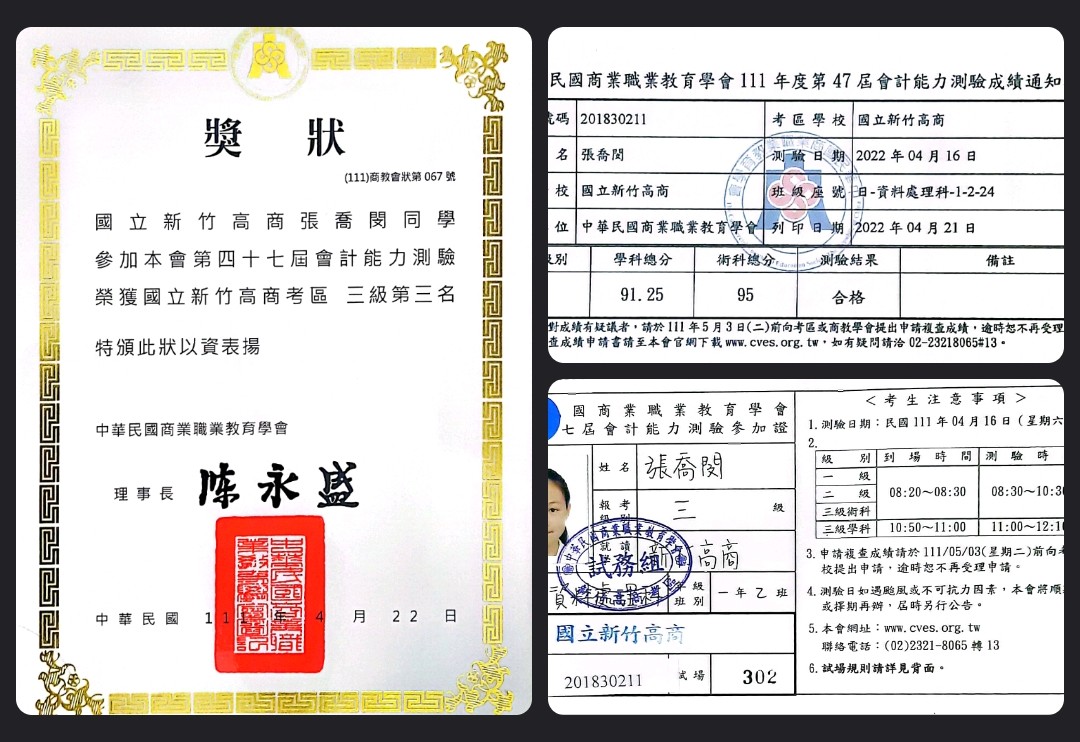 獎狀
(111)商教會狀第 067 號
國立新竹高商張喬閔同學
參加本會第四十七屆會計能力測驗
榮獲國立新竹高商考區 三級第三名
特頒此狀以資表揚
中華民國商業職業教育學會
理事長 陈永盛
中華民國 111 年 4 月 22 日
民國商業職業教育學會 111 年度第 47 屆會計能力測驗成績通知
號碼 201830211 考區學校 國立新竹高商
名 張喬閔 測驗日期 2022 年 04 月 16 日
校 國立新竹高商 班級座號 日-資料處理科-1-2-24
位 中華民國商業職業教育學會 列印日期 2022 年 04 月 21 日
級別 學科總分 術科總分 測驗結果 備註
91.25 95 合格
對成績有疑議者,請於 111 年 5 月 3 日(二)前向考區或商教學會提出申請複查成績,逾時恕不再受理
查成績申請書請至本會官網下載 www.cves.org.tw,如有疑問請洽 02-23218065#13。
國商業職業教育學會
七屆會計能力測驗參加證
姓名 張喬閔
報考級別 三 級
就讀 新 高商
試務組
年級班別 一年乙班
國立新竹高商
201830211 試場 302
<考生注意事項>
1. 測驗日期:民國 111 年 04 月 16 日(星期六
2.
級別 到場時間 測驗時
一級
二級 08:20~08:30 08:30~10:30
三級術科
三級學科 10:50~11:00 11:00~12:1
3. 申請複查成績請於 111/05/03(星期二)前向考
校提出申請,逾時恕不再受理申請。
4. 測驗日如遇颱風或不可抗力因素,本會將順
或擇期再辦,屆時另行公告。
5. 本會網址:www.cves.org.tw
聯絡電話:(02)2321-8065 轉 13
6. 試場規則請詳見背面。